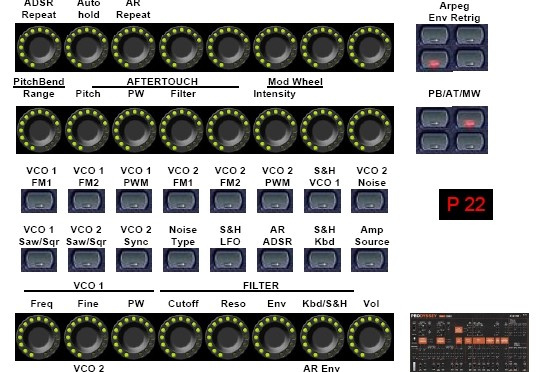 ADSR Auto AR
Repeat hold Repeat
Arpeg
Env Retrig
PitchBend AFTERTOUCH Mod Wheel
Range Pitch PW Filter Intensity
PB/AT/MW
VCO 1 VCO 1 VCO 1 VCO 2 VCO 2 VCO 2 S&H VCO 2
FM1 FM2 PWM FM1 FM2 PWM VCO 1 Noise
P 22
VCO 1 VCO 2 VCO 2 Noise S&H AR S&H Amp
Saw/Sqr Saw/Sqr Sync Type LFO ADSR Kbd Source
VCO 1 FILTER
Freq Fine PW Cutoff Reso Env Kbd/S&H Vol
VCO 2 AR Env